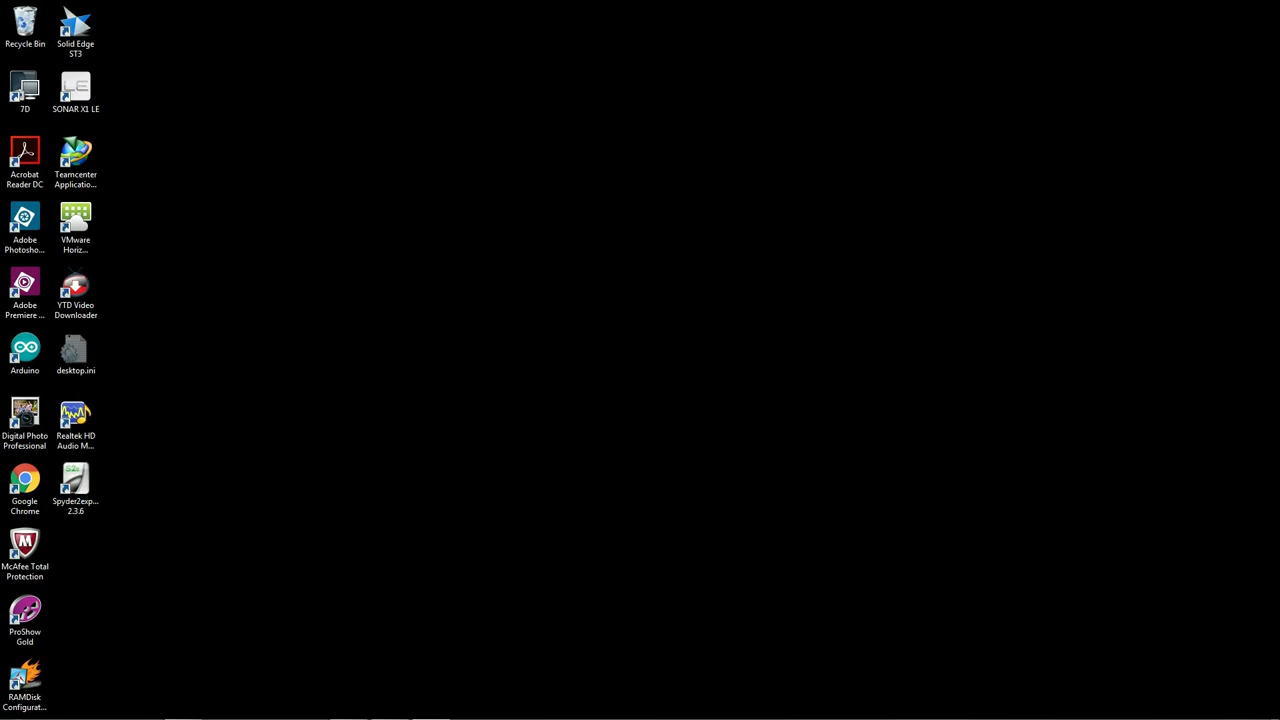 Recycle Bin
Solid Edge
ST3
7D
LE
SONAR X1 LE
Acrobat
Reader DC
Teamcenter
Applicatio...
Adobe
Photosho...
VMware
Horiz...
Adobe
Premiere ...
YTD Video
Downloader
Arduino
desktop.ini
Digital Photo
Professional
Realtek HD
Audio M...
Google
Chrome
S2e
Spyder2exp...
2.3.6
M
McAfee Total
Protection
ProShow
Gold
RAMDisk
Configurat...